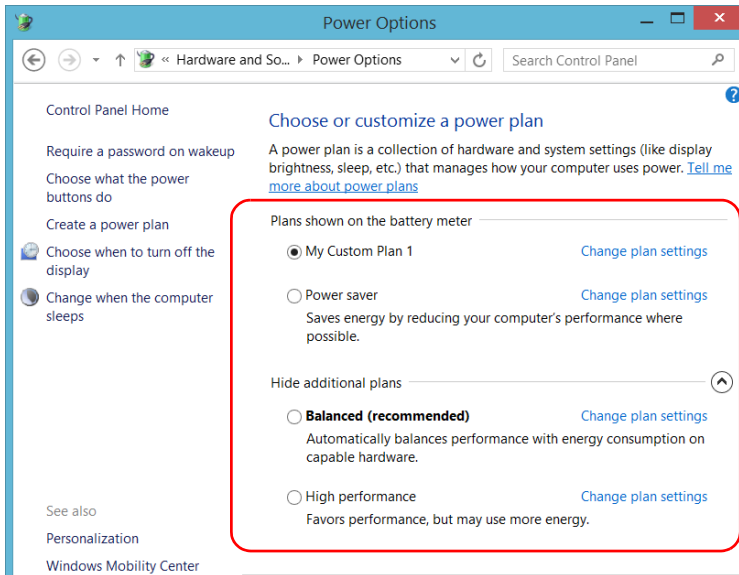 Power Options
« Hardware and So... Power Options
Search Control Panel
Control Panel Home
Require a password on wakeup
Choose what the power
buttons do
Create a power plan
Choose when to turn off the
display
Change when the computer
sleeps
See also
Personalization
Windows Mobility Center
?
Choose or customize a power plan
A power plan is a collection of hardware and system settings (like display
brightness, sleep, etc.) that manages how your computer uses power. Tell me
more about power plans
Plans shown on the battery meter
My Custom Plan 1 Change plan settings
Power saver Change plan settings
Saves energy by reducing your computer's performance where
possible.
Hide additional plans
Balanced (recommended) Change plan settings
Automatically balances performance with energy consumption on
capable hardware.
High performance Change plan settings
Favors performance, but may use more energy.